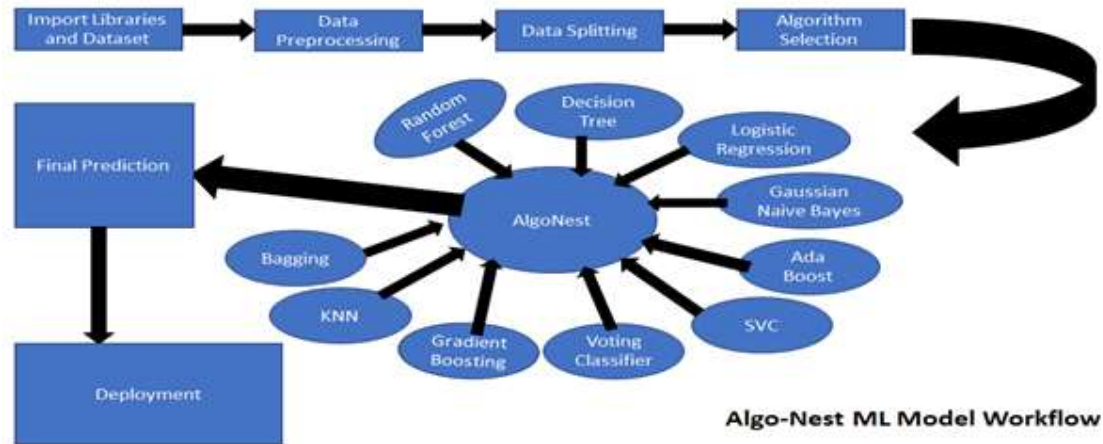 Import Libraries
and Dataset
Data
Preprocessing
Data Splitting
Algorithm
Selection
Random
Forest
Decision
Tree
Logistic
Regression
Final Prediction
Gaussian
Naive Bayes
AlgoNest
Bagging
Ada
Boost
KNN
SVC
Gradient
Boosting
Voting
Classifier
Deployment
Algo-Nest ML Model Workflow